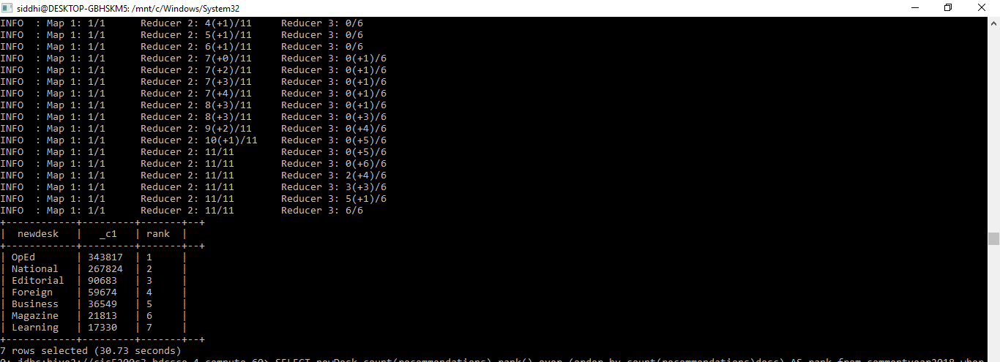 siddhi@DESKTOP-GBHSKM5: /mnt/c/Windows/System32
INFO  : Map 1: 1/1      Reducer 2: 4(+1)/11     Reducer 3: 0/6
INFO  : Map 1: 1/1      Reducer 2: 5(+1)/11     Reducer 3: 0/6
INFO  : Map 1: 1/1      Reducer 2: 6(+1)/11     Reducer 3: 0/6
INFO  : Map 1: 1/1      Reducer 2: 7(+0)/11     Reducer 3: 0(+1)/6
INFO  : Map 1: 1/1      Reducer 2: 7(+2)/11     Reducer 3: 0(+1)/6
INFO  : Map 1: 1/1      Reducer 2: 7(+3)/11     Reducer 3: 0(+1)/6
INFO  : Map 1: 1/1      Reducer 2: 7(+4)/11     Reducer 3: 0(+1)/6
INFO  : Map 1: 1/1      Reducer 2: 8(+3)/11     Reducer 3: 0(+1)/6
INFO  : Map 1: 1/1      Reducer 2: 8(+3)/11     Reducer 3: 0(+3)/6
INFO  : Map 1: 1/1      Reducer 2: 9(+2)/11     Reducer 3: 0(+4)/6
INFO  : Map 1: 1/1      Reducer 2: 10(+1)/11    Reducer 3: 0(+5)/6
INFO  : Map 1: 1/1      Reducer 2: 11/11        Reducer 3: 0(+5)/6
INFO  : Map 1: 1/1      Reducer 2: 11/11        Reducer 3: 0(+6)/6
INFO  : Map 1: 1/1      Reducer 2: 11/11        Reducer 3: 2(+4)/6
INFO  : Map 1: 1/1      Reducer 2: 11/11        Reducer 3: 3(+3)/6
INFO  : Map 1: 1/1      Reducer 2: 11/11        Reducer 3: 5(+1)/6
INFO  : Map 1: 1/1      Reducer 2: 11/11        Reducer 3: 6/6
+------------+---------+-------+--+
|  newdesk   |   _c1   | rank  |
+------------+---------+-------+--+
| OpEd       | 343817  | 1     |
| National   | 267824  | 2     |
| Editorial  | 90683   | 3     |
| Foreign    | 59674   | 4     |
| Business   | 36549   | 5     |
| Magazine   | 21813   | 6     |
| Learning   | 17330   | 7     |
+------------+---------+-------+--+
7 rows selected (30.73 seconds)
SELECT newDesk,count(recommendations),rank() over (order by count(recommendations)desc) AS rank from